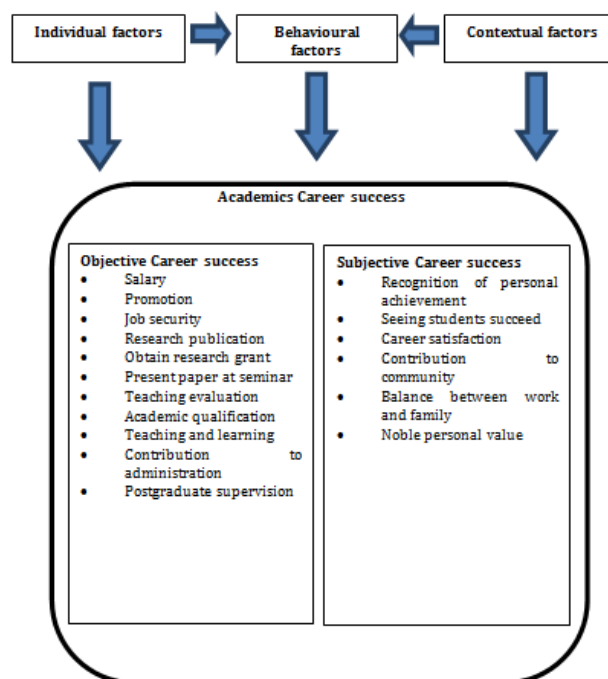 Individual factors
Behavioural
factors
Contextual factors
Academics Career success
Objective Career success
• Salary
• Promotion
• Job security
• Research publication
• Obtain research grant
• Present paper at seminar
• Teaching evaluation
• Academic qualification
• Teaching and learning
• Contribution to
administration
• Postgraduate supervision
Subjective Career success
• Recognition of personal
achievement
• Seeing students succeed
• Career satisfaction
• Contribution to
community
• Balance between work
and family
• Noble personal value